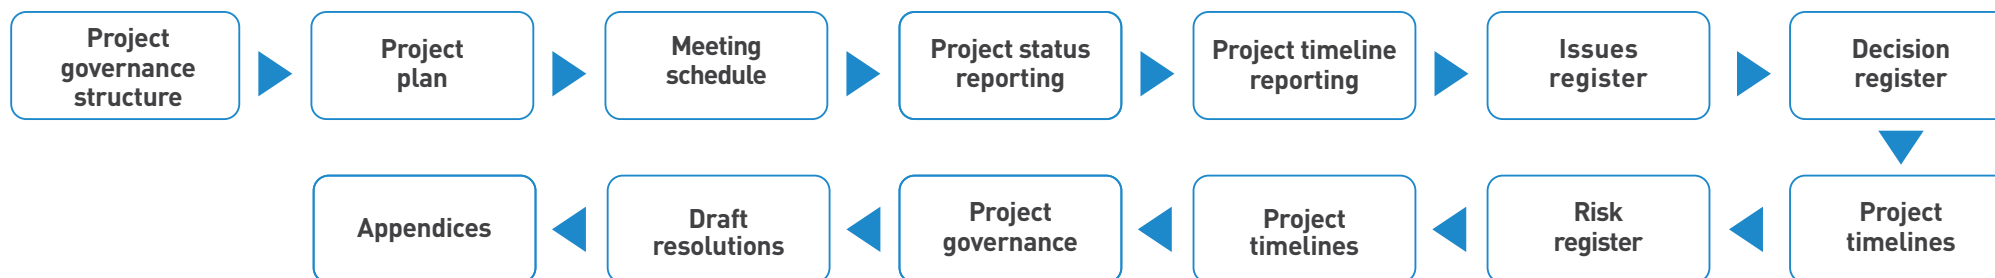 Project
governance
structure
Project
plan
Meeting
schedule
Project status
reporting
Project timeline
reporting
Issues
register
Decision
register
Project
timelines
Risk
register
Project
timelines
Project
governance
Draft
resolutions
Appendices